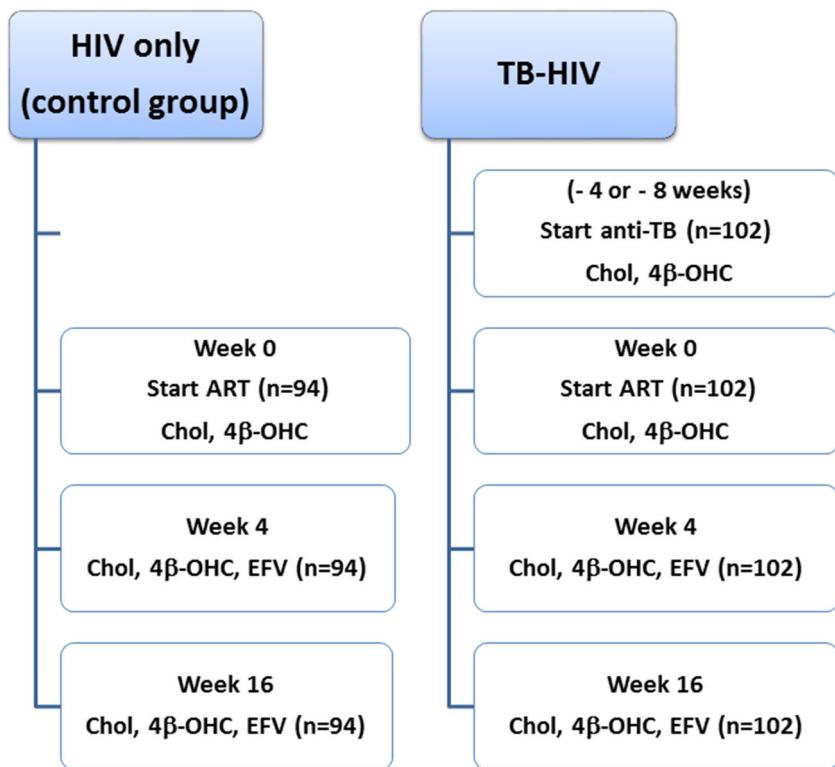 HIV only
(control group)
Week 0
Start ART (n=94)
Chol, 4β-OHC
Week 4
Chol, 4β-OHC, EFV (n=94)
Week 16
Chol, 4β-OHC, EFV (n=94)
TB-HIV
(- 4 or - 8 weeks)
Start anti-TB (n=102)
Chol, 4β-OHC
Week 0
Start ART (n=102)
Chol, 4β-OHC
Week 4
Chol, 4β-OHC, EFV (n=102)
Week 16
Chol, 4β-OHC, EFV (n=102)